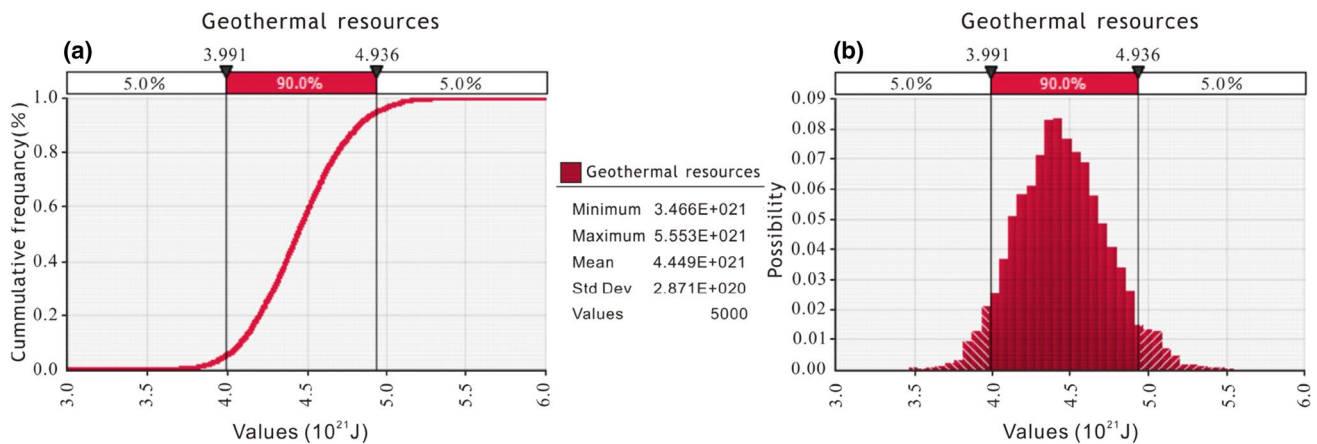 Geothermal resources
(a)
3.991 4.936
5.0% 90.0% 5.0%
Cummulative frequancy(%)
1.0
0.8
0.6
0.4
0.2
0.0
3.0 3.5 4.0 4.5 5.0 5.5 6.0
Values (10²¹J)
Geothermal resources
Minimum 3.466E+021
Maximum 5.553E+021
Mean 4.449E+021
Std Dev 2.871E+020
Values 5000
Geothermal resources
(b)
3.991 4.936
5.0% 90.0% 5.0%
Possibility
0.09
0.08
0.07
0.06
0.05
0.04
0.03
0.02
0.01
0.00
3.0 3.5 4.0 4.5 5.0 5.5 6.0
Values (10²¹J)